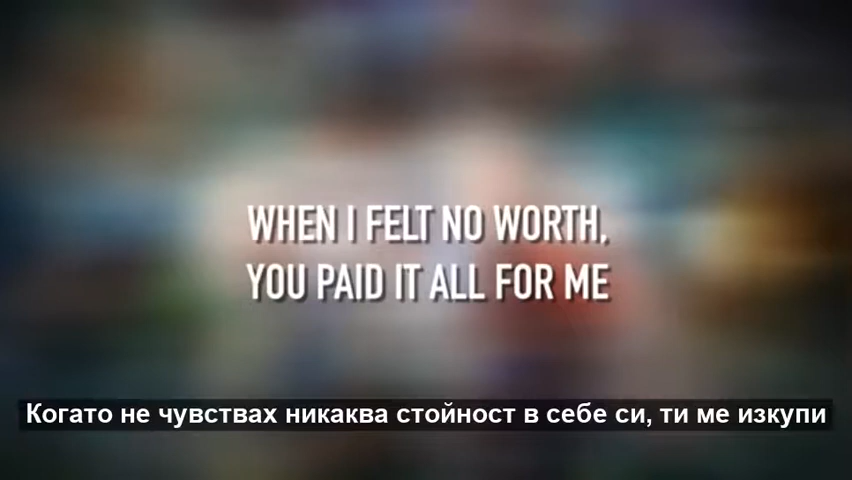 WHEN I FELT NO WORTH,
YOU PAID IT ALL FOR ME
Когато не чувствах никаква стойност в себе си, ти ме изкупи